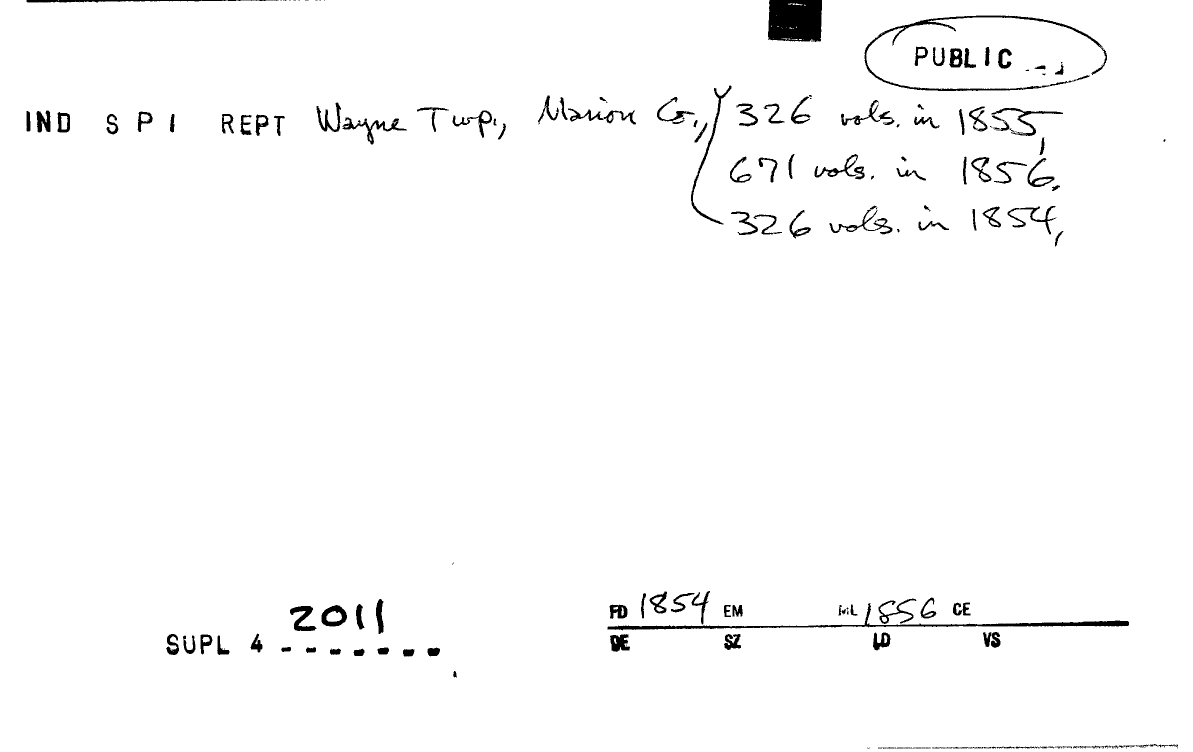 PUBLIC
IND S P I REPT Wayne Twp., Marion Co., 326 vols. in 1855,
671 vols. in 1856.
326 vols. in 1854,
2011
SUPL 4 - - - - - - -
FD 1854 EM ML 1856 CE
DE SZ LD VS